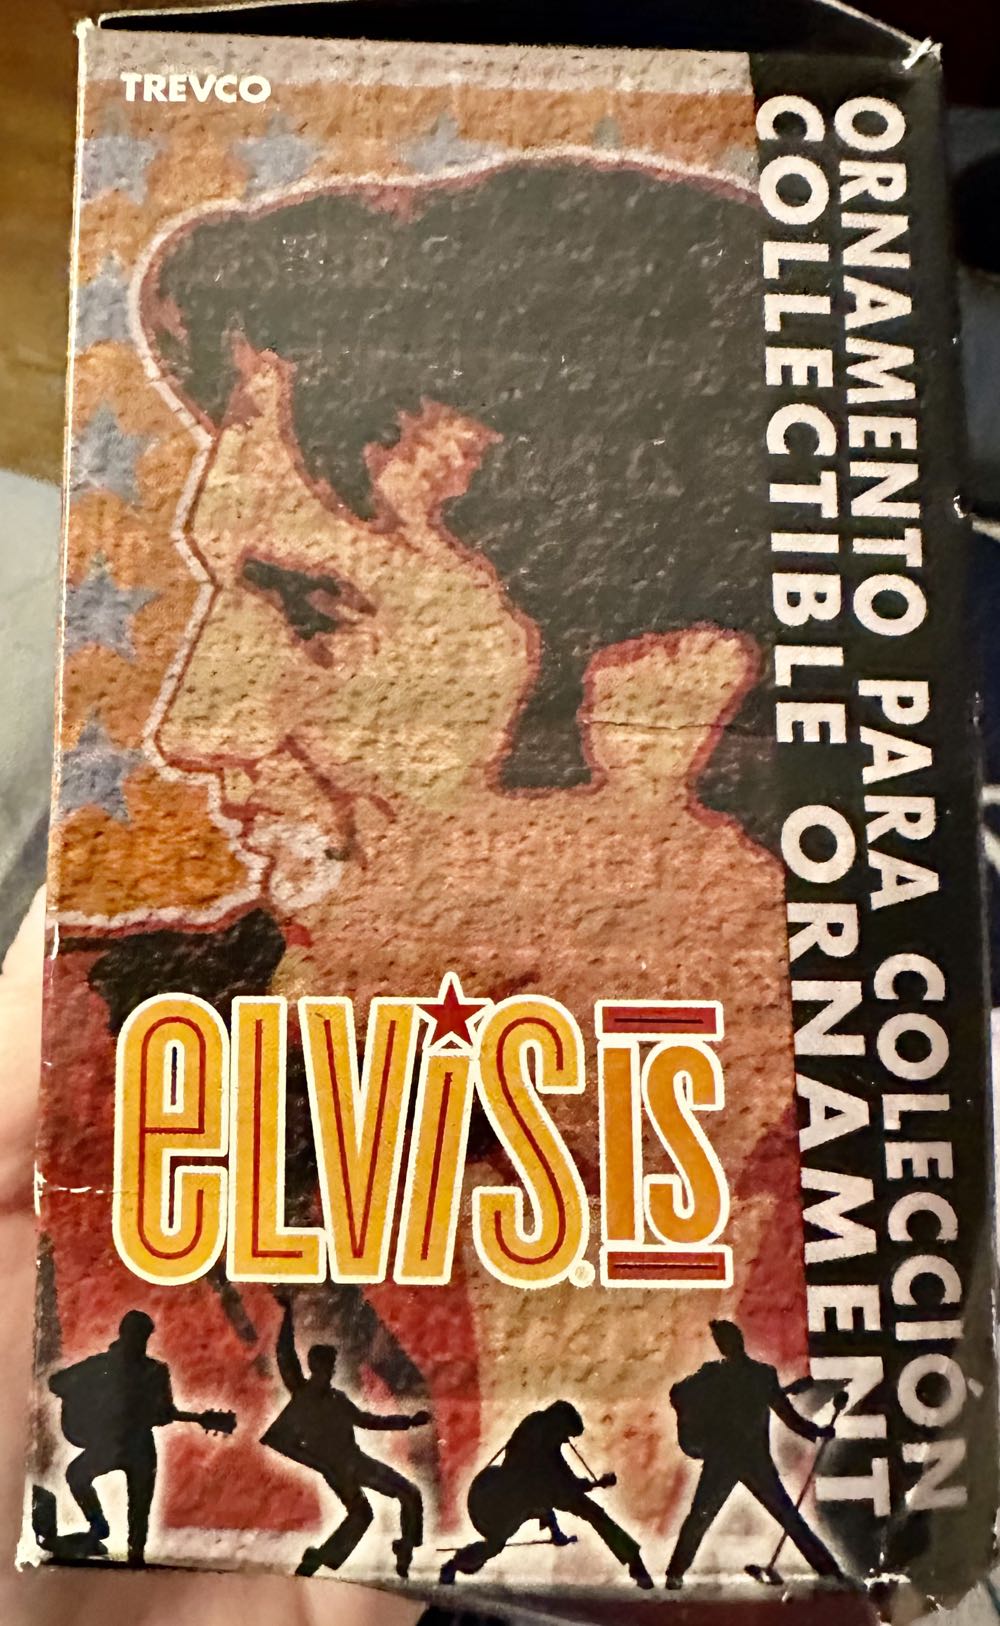 TREVCO
ORNAMENTO PARA COLECCIÓN
COLLECTIBLE ORNAMENT
eLViS IS